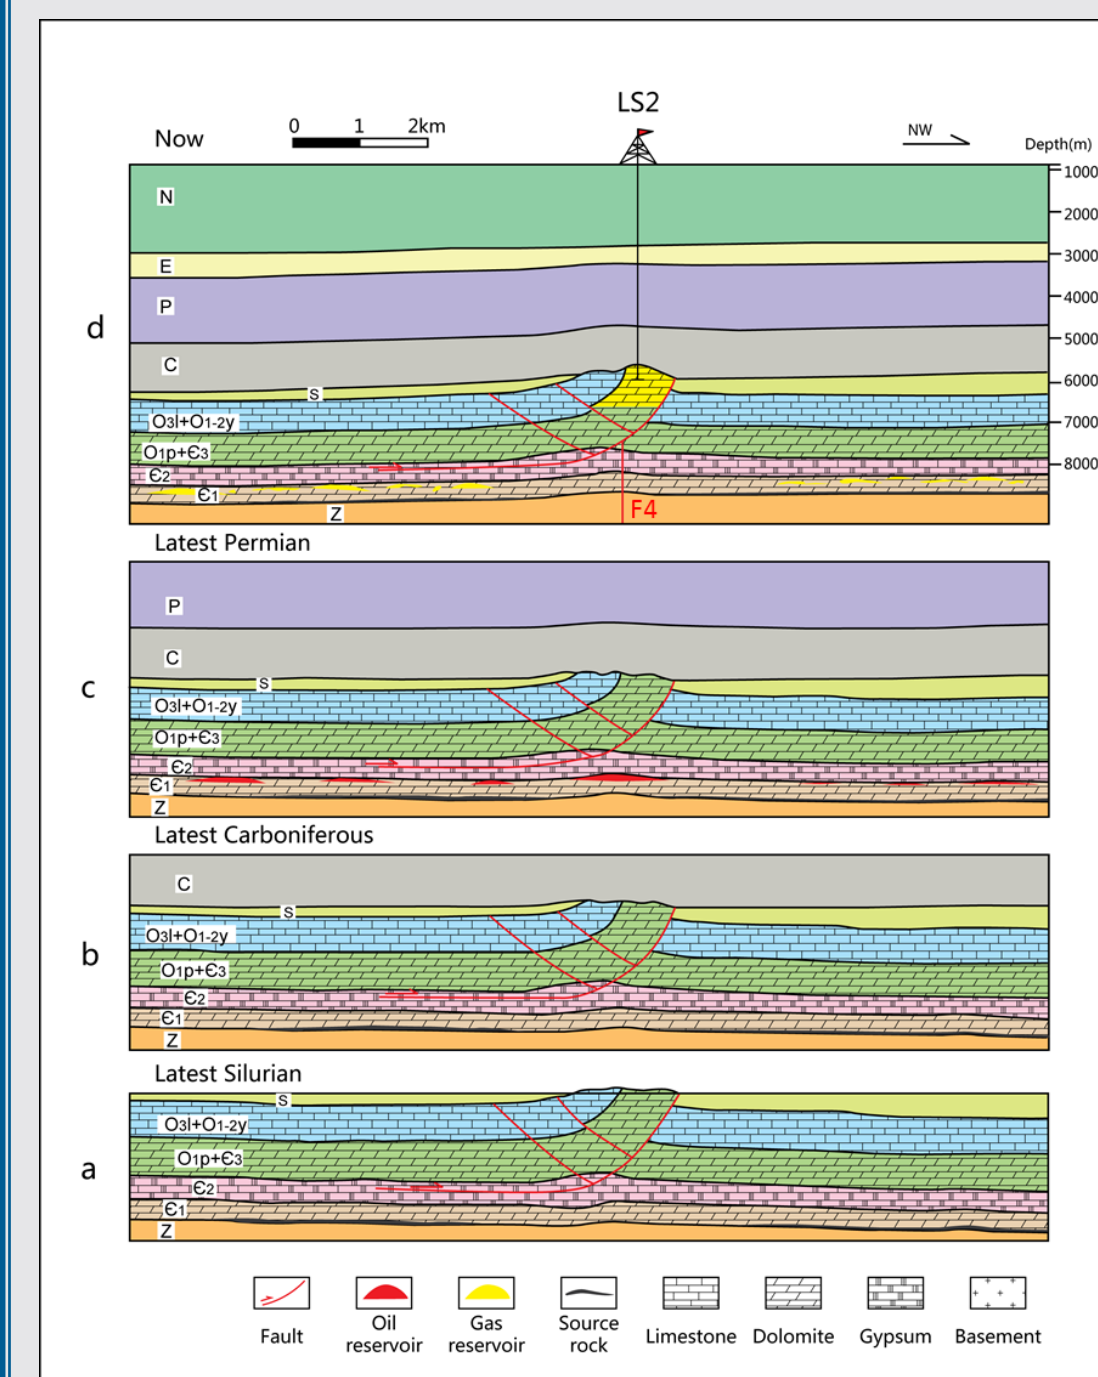 LS2
Now
0 1 2km
NW
Depth(m)
1000
2000
3000
4000
5000
6000
7000
8000
d
N
E
P
C
S
O3l+O1-2y
O1p+Є3
Є2
Є1
Z
F4
Latest Permian
c
P
C
S
O3l+O1-2y
O1p+Є3
Є2
Є1
Z
Latest Carboniferous
b
C
S
O3l+O1-2y
O1p+Є3
Є2
Є1
Z
Latest Silurian
a
S
O3l+O1-2y
O1p+Є3
Є2
Є1
Z
Fault
Oil reservoir
Gas reservoir
Source rock
Limestone
Dolomite
Gypsum
Basement